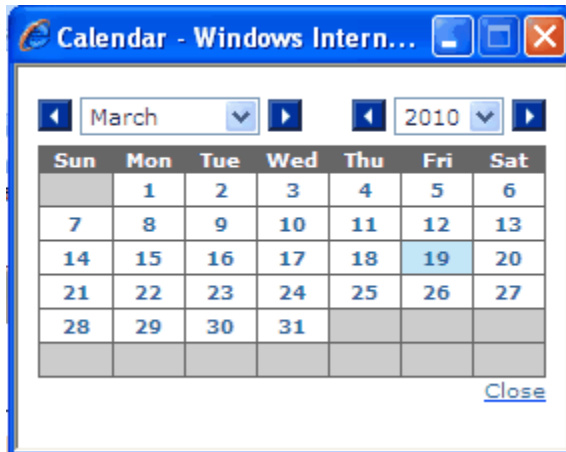 Calendar - Windows Intern...
March 2010
Sun Mon Tue Wed Thu Fri Sat
1 2 3 4 5 6
7 8 9 10 11 12 13
14 15 16 17 18 19 20
21 22 23 24 25 26 27
28 29 30 31
Close